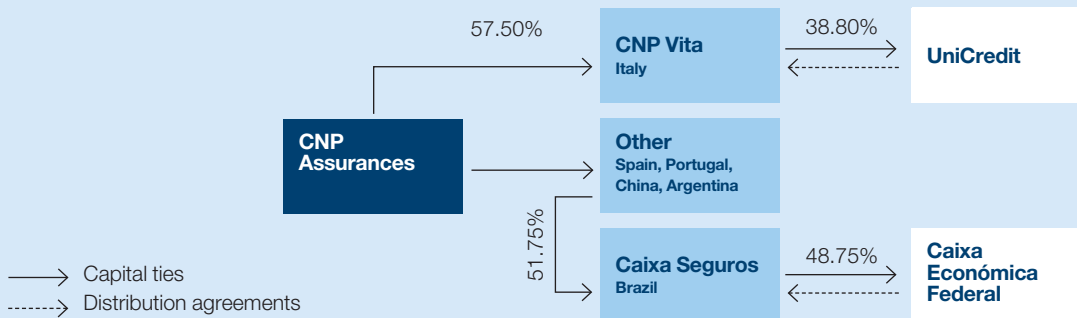 57.50%
CNP Vita
Italy
38.80%
UniCredit
CNP
Assurances
Other
Spain, Portugal,
China, Argentina
51.75%
Caixa Seguros
Brazil
48.75%
Caixa
Económica
Federal
Capital ties
Distribution agreements